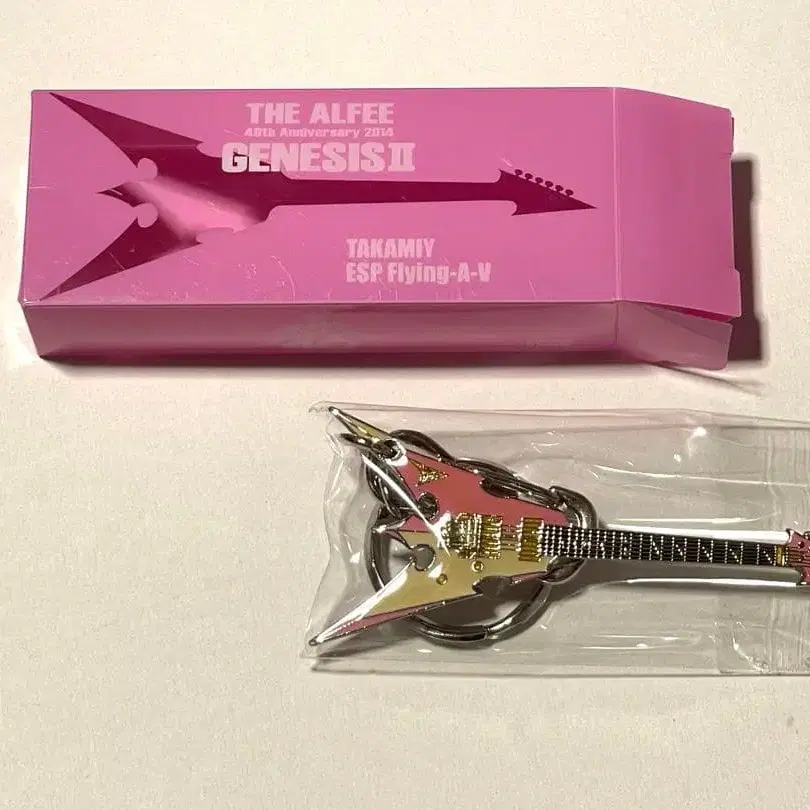 THE ALFEE
40th Anniversary 2014
GENESIS II
TAKAMIY
ESP Flying-A-V